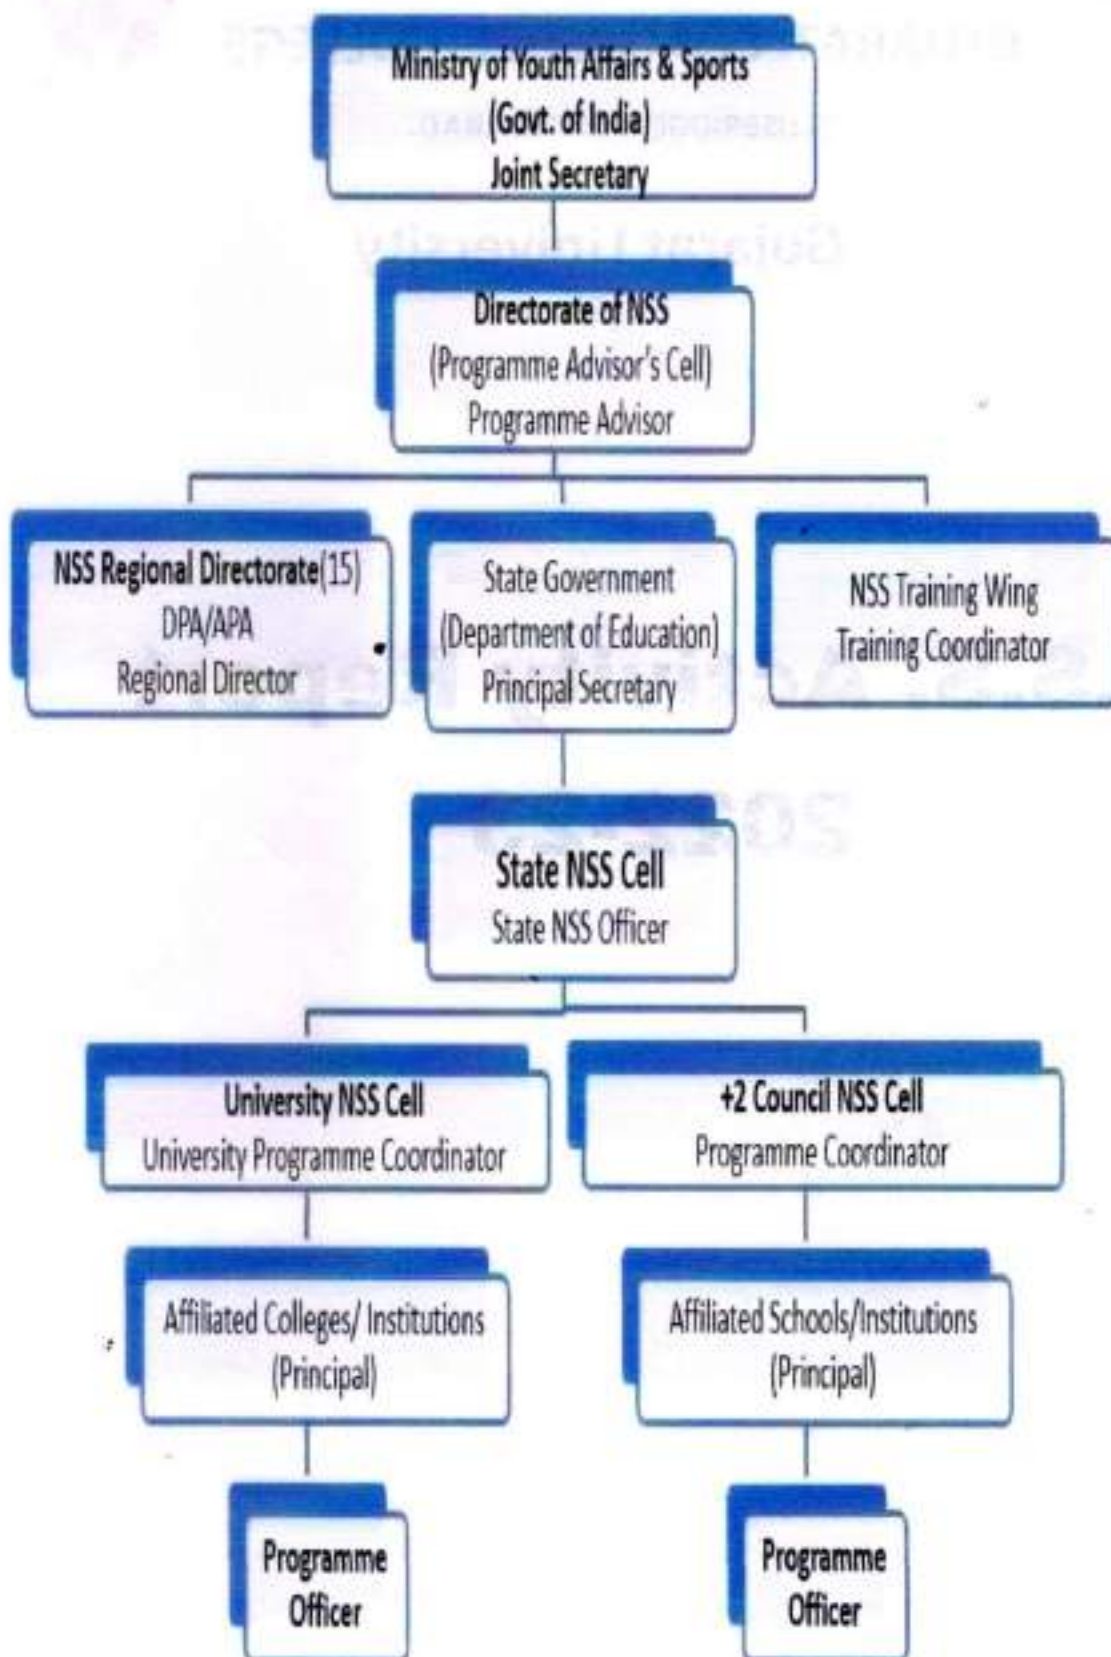 Ministry of Youth Affairs & Sports
(Govt. of India)
Joint Secretary
Directorate of NSS
(Programme Advisor's Cell)
Programme Advisor
NSS Regional Directorate(15)
DPA/APA
Regional Director
State Government
(Department of Education)
Principal Secretary
NSS Training Wing
Training Coordinator
State NSS Cell
State NSS Officer
University NSS Cell
University Programme Coordinator
+2 Council NSS Cell
Programme Coordinator
Affiliated Colleges/ Institutions
(Principal)
Affiliated Schools/Institutions
(Principal)
Programme
Officer
Programme
Officer